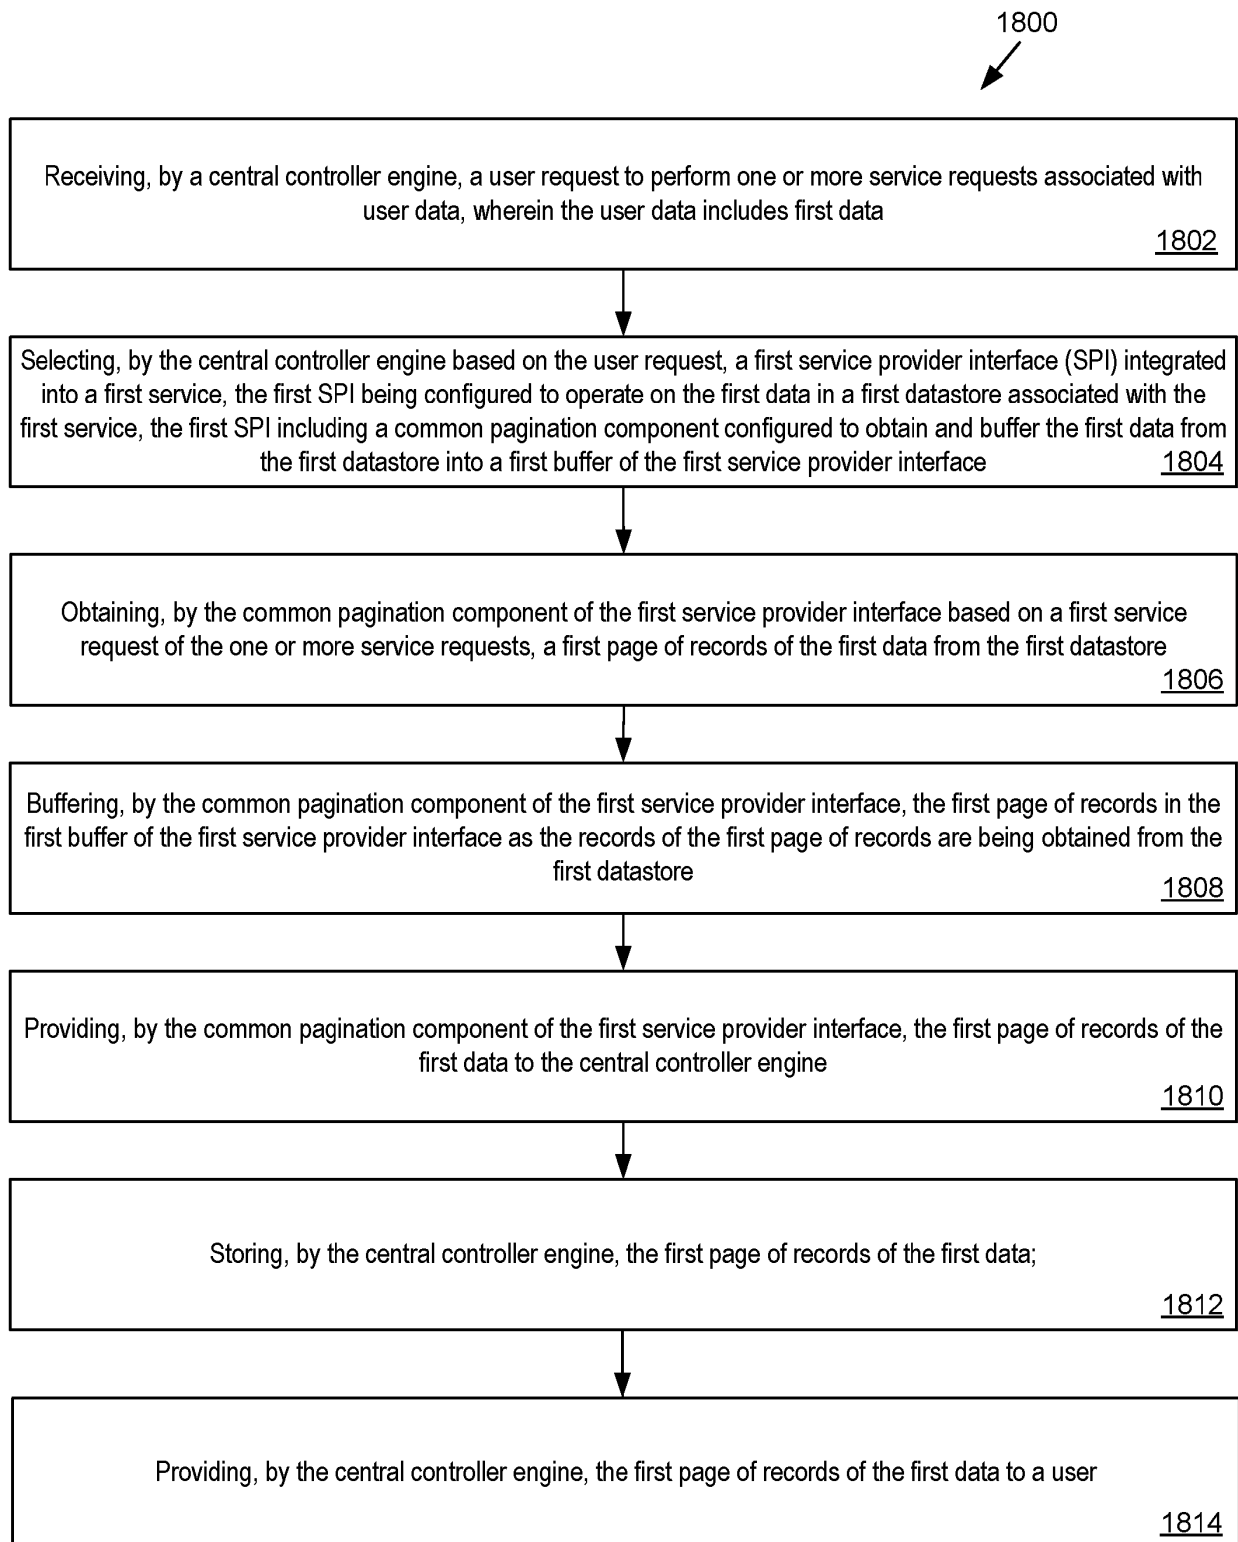 1800
Receiving, by a central controller engine, a user request to perform one or more service requests associated with
user data, wherein the user data includes first data
1802
Selecting, by the central controller engine based on the user request, a first service provider interface (SPI) integrated
into a first service, the first SPI being configured to operate on the first data in a first datastore associated with the
first service, the first SPI including a common pagination component configured to obtain and buffer the first data from
the first datastore into a first buffer of the first service provider interface
1804
Obtaining, by the common pagination component of the first service provider interface based on a first service
request of the one or more service requests, a first page of records of the first data from the first datastore
1806
Buffering, by the common pagination component of the first service provider interface, the first page of records in the
first buffer of the first service provider interface as the records of the first page of records are being obtained from the
first datastore
1808
Providing, by the common pagination component of the first service provider interface, the first page of records of the
first data to the central controller engine
1810
Storing, by the central controller engine, the first page of records of the first data;
1812
Providing, by the central controller engine, the first page of records of the first data to a user
1814